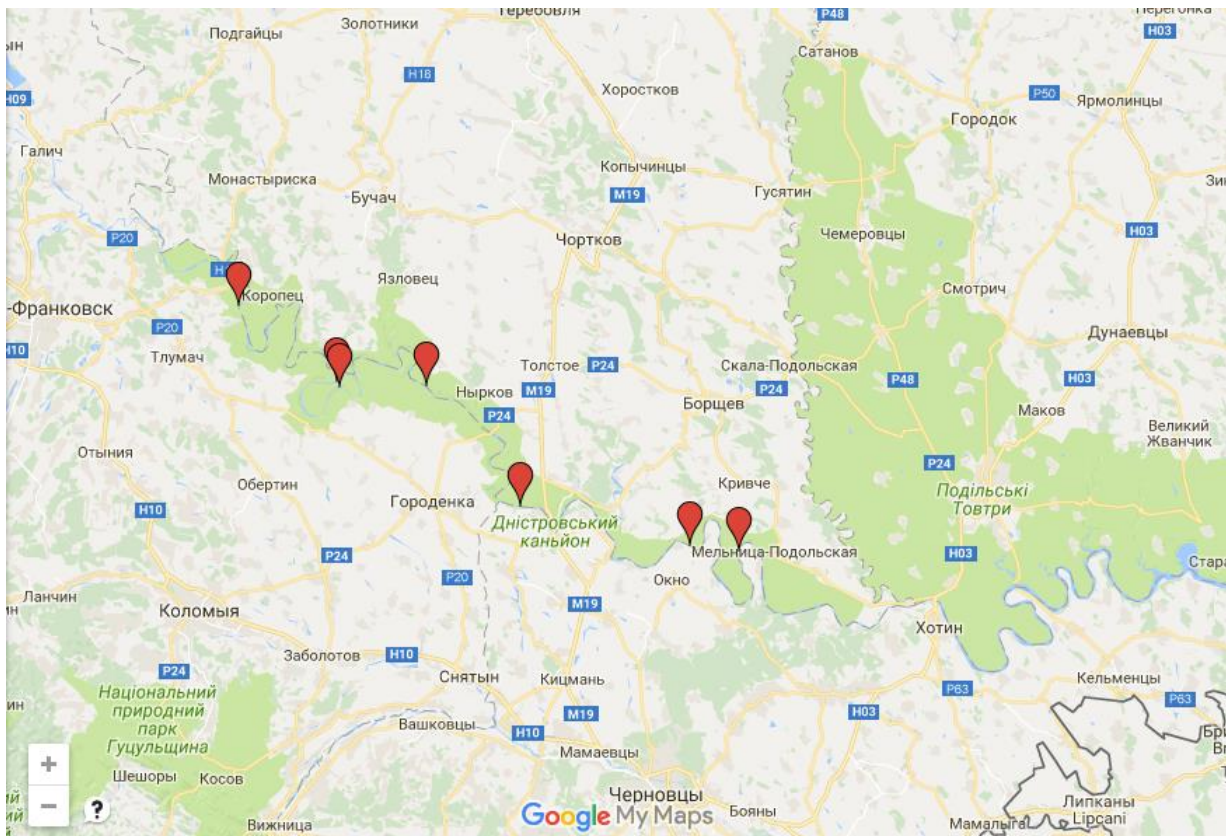 Теребовля
Перегонка
Золотники
Подгайцы
P48
Сатанов
H18
H09
Хоростков
P50
Ярмолинцы
Городок
Галич
Копычинцы
Монастыриска
Бучач
M19
Гусятин
H03
P20
Чортков
Чемеровцы
H03
Язловец
Коропец
-Франковск
Смотрич
P20
Тлумач
H10
Дунаевцы
Толстое
P24
Скала-Подольская
M19
Нырков
P24
P48
H03
P24
Борщев
Маков
Великий
Жванчик
Отыния
Обертин
Кривче
P24
Городенка
Подільські
Товтри
H10
Дністровський
каньйон
Мельница-Подольская
H03
P24
P20
Окно
Ланчин
Коломыя
M19
Хотин
Заболотов
H10
Снятын
Кицмань
P24
P63
Кельменцы
P63
Національний
природний
парк
Гуцульщина
Вашковцы
M19
H03
H10
Мамаевцы
+
−
?
Шешоры
Косов
Черновцы
Бояны
Google My Maps
Липканы
Lipcani
Вижница
Мамалыга